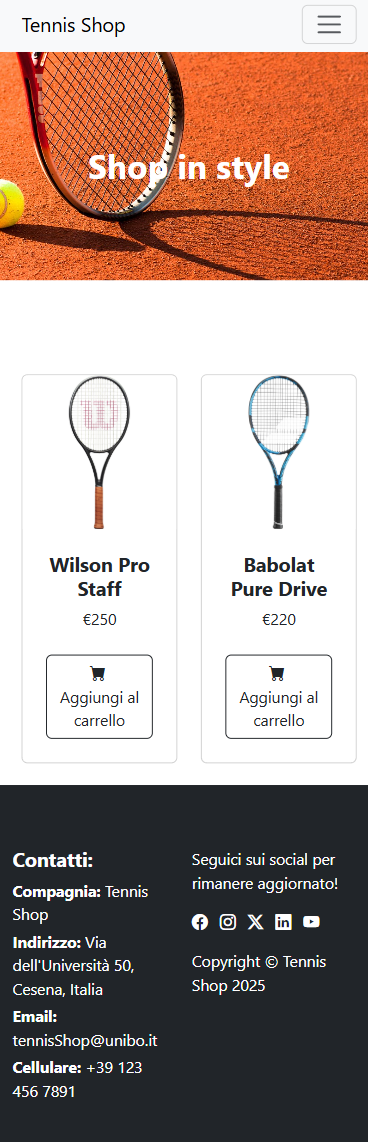 Tennis Shop
Shop in style
Wilson Pro
Staff
€250
Aggiungi al
carrello
Babolat
Pure Drive
€220
Aggiungi al
carrello
Contatti:
Compagnia: Tennis
Shop
Indirizzo: Via
dell'Università 50,
Cesena, Italia
Email:
tennisShop@unibo.it
Cellulare: +39 123
456 7891
Seguici sui social per
rimanere aggiornato!
Copyright © Tennis
Shop 2025